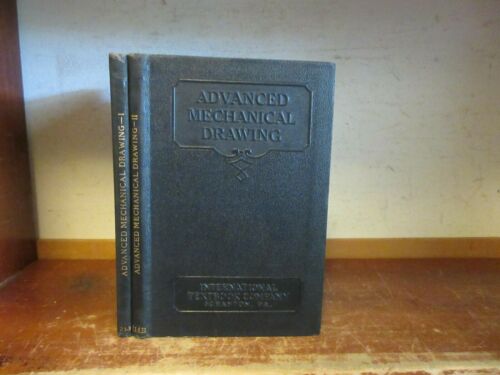 ADVANCED MECHANICAL DRAWING—I
ADVANCED MECHANICAL DRAWING—II
ADVANCED
MECHANICAL
DRAWING
INTERNATIONAL
TEXTBOOK COMPANY
SCRANTON, PA.